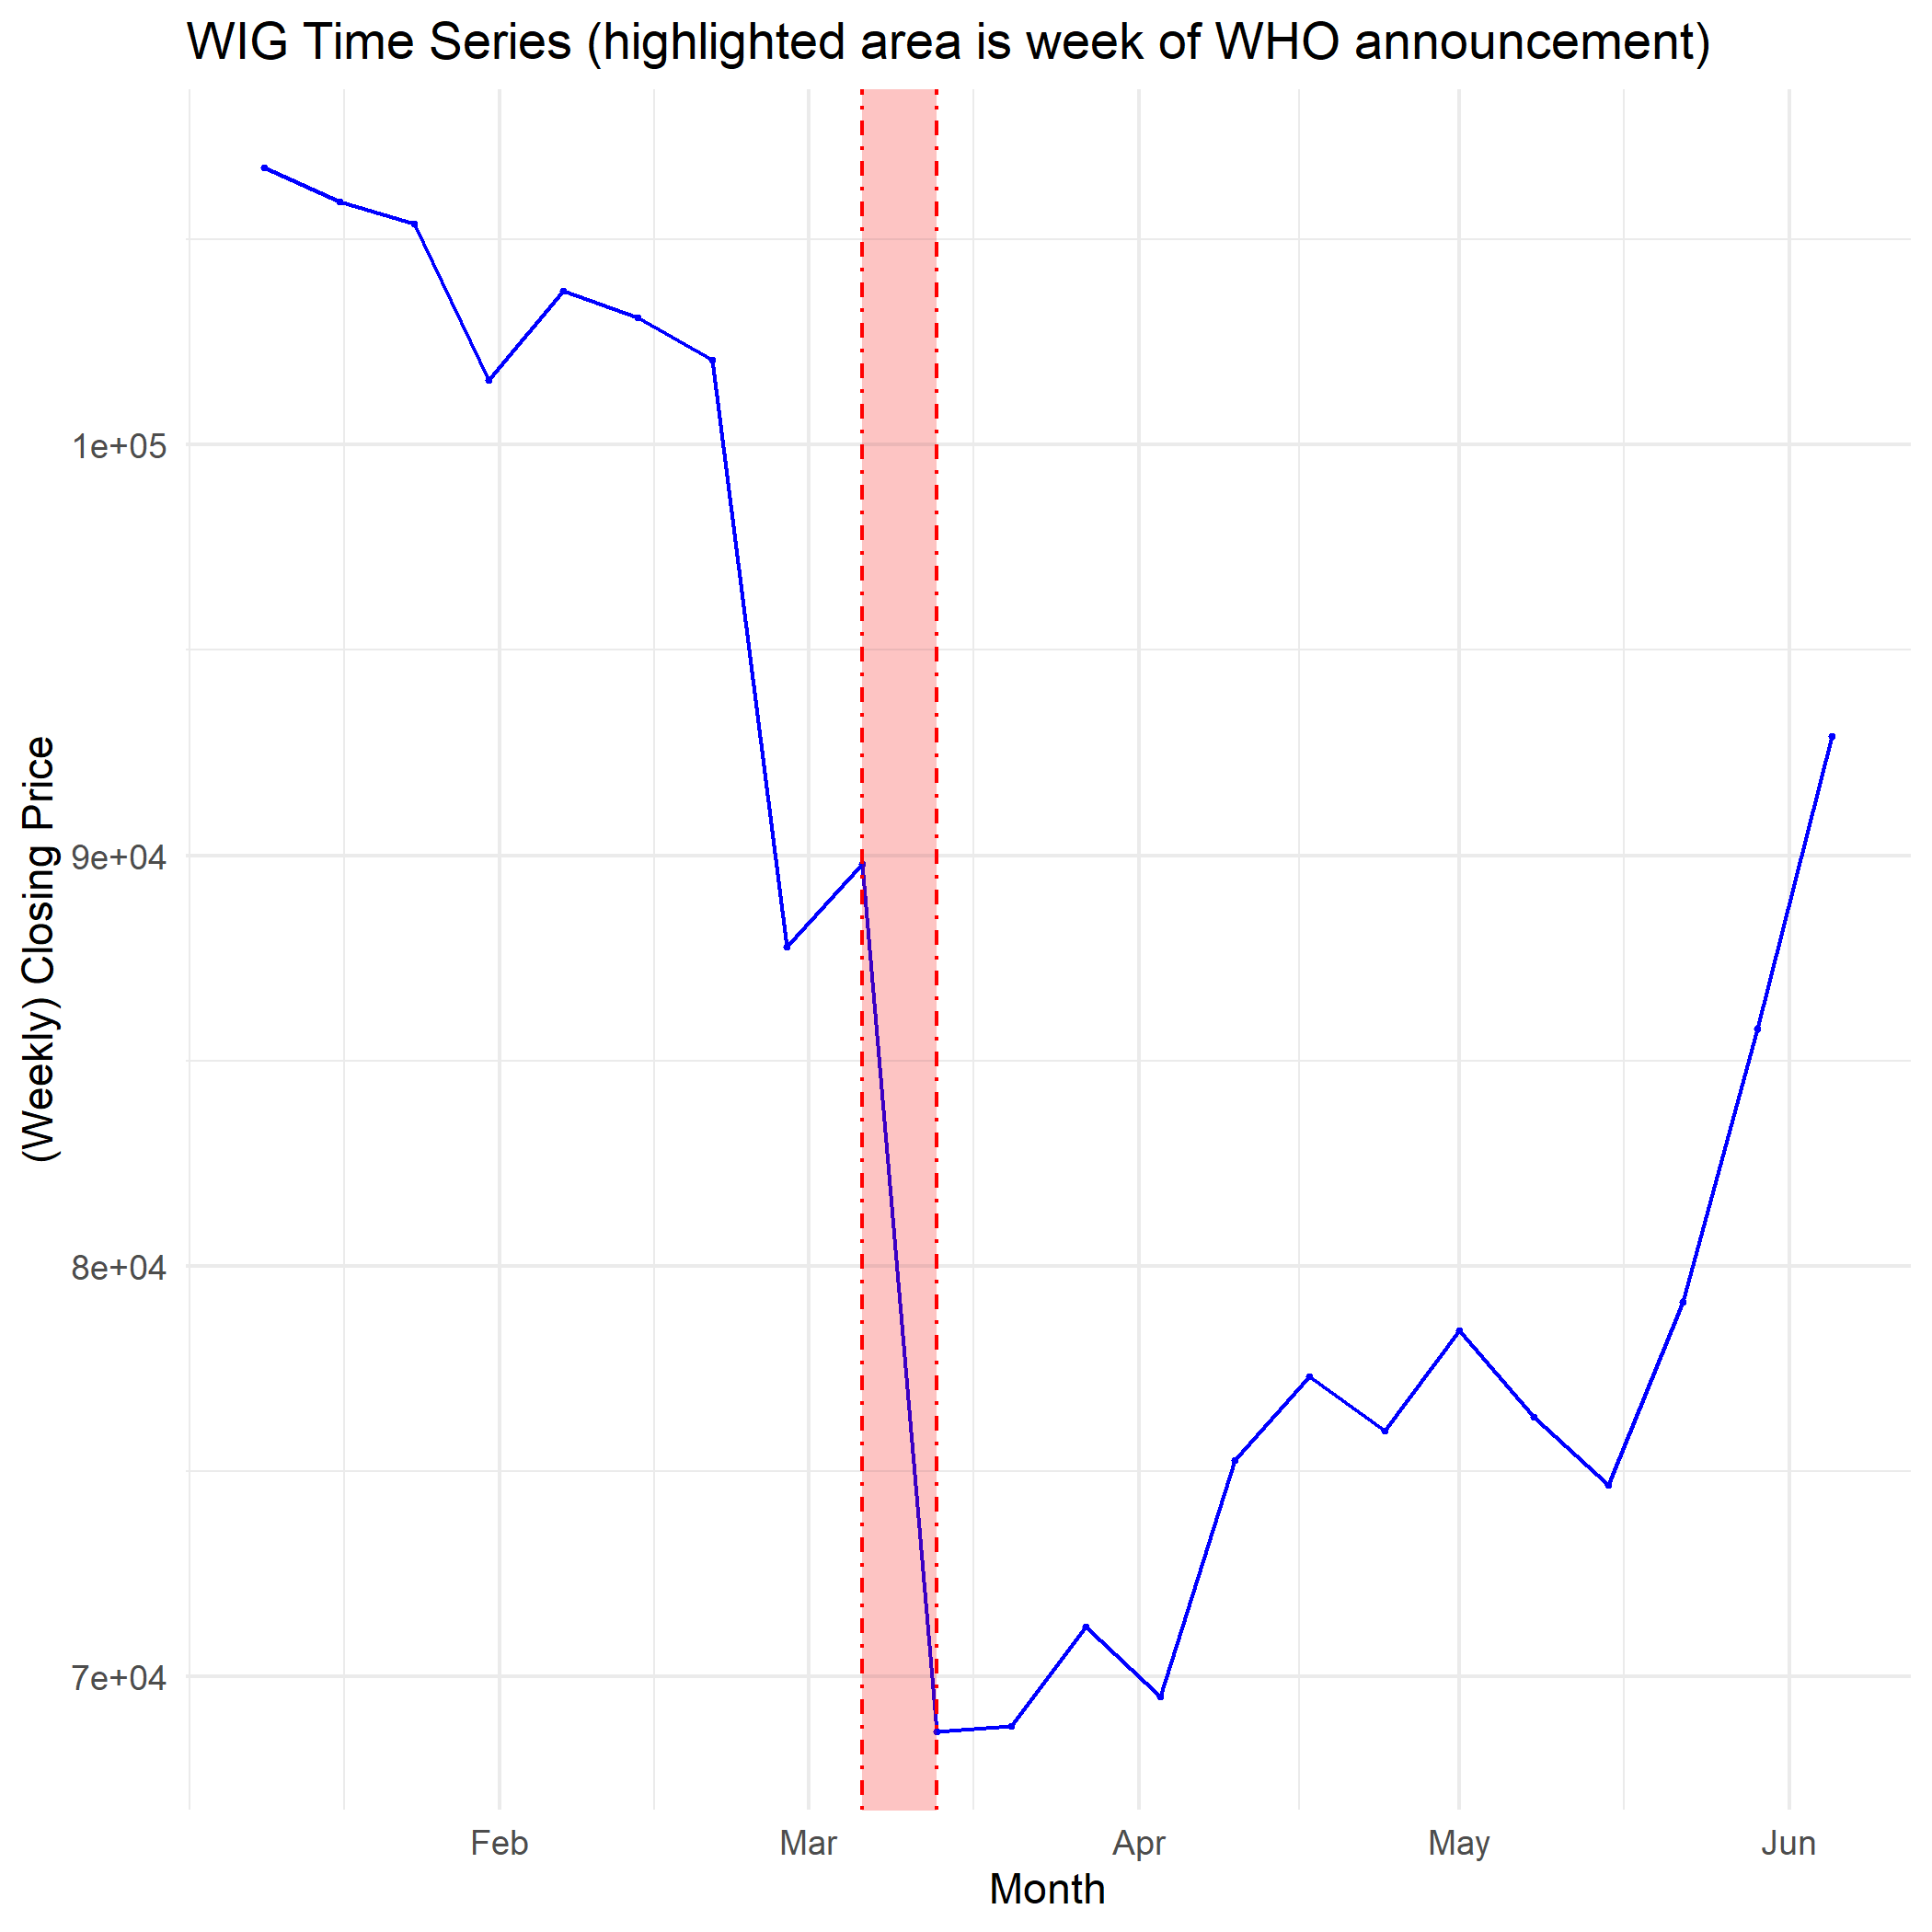 WIG Time Series (highlighted area is week of WHO announcement)
(Weekly) Closing Price
1e+05
9e+04
8e+04
7e+04
Feb
Mar
Apr
May
Jun
Month